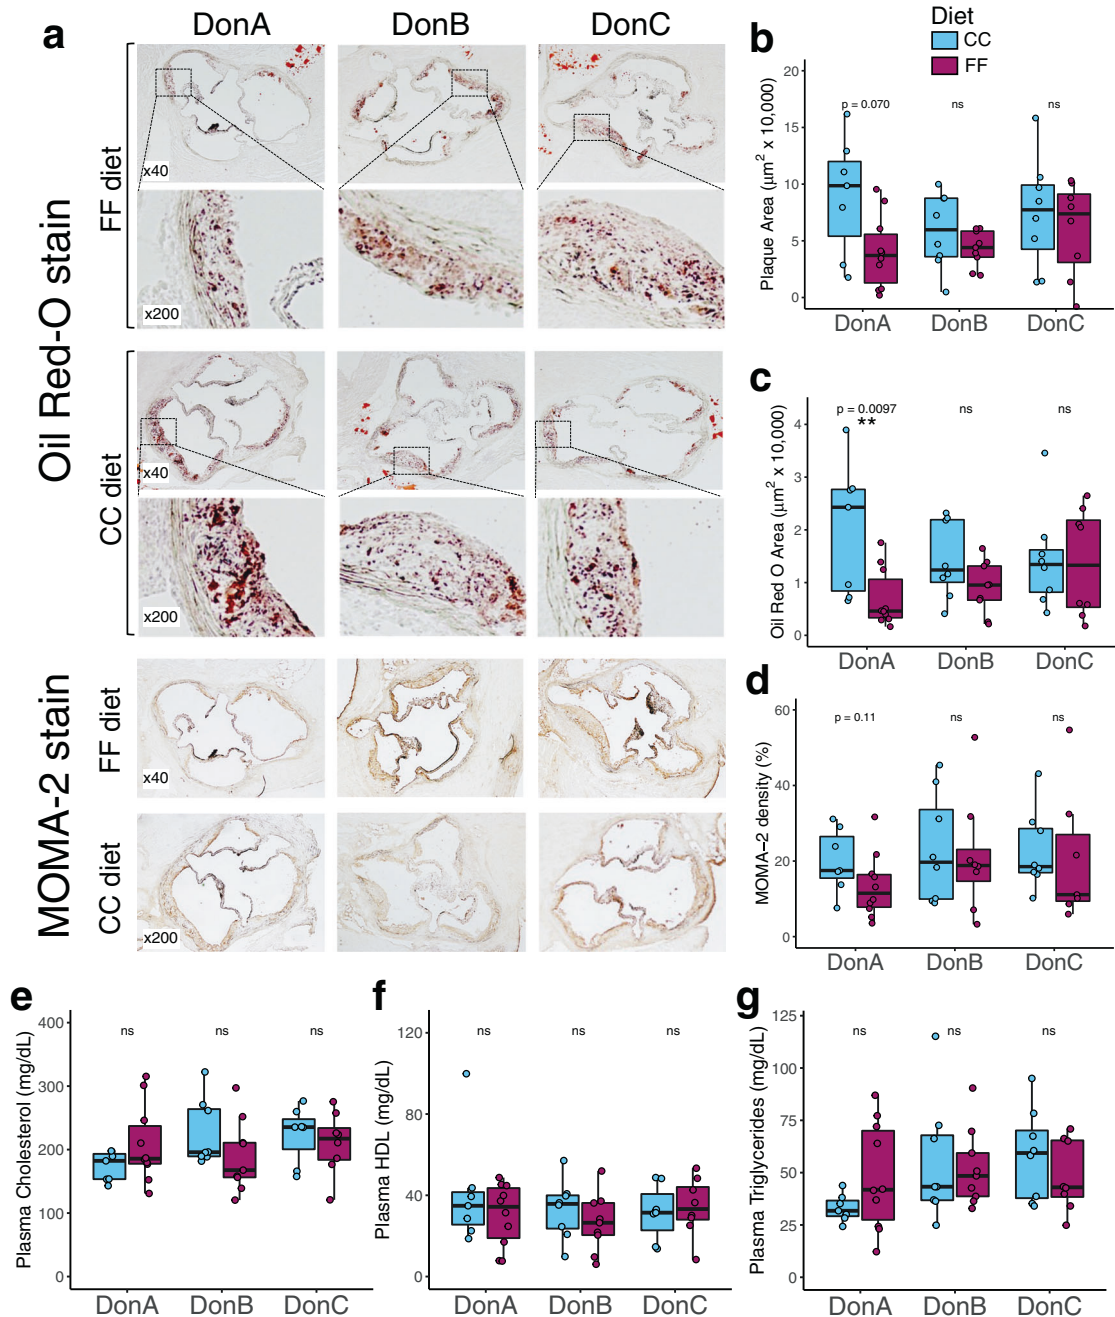 a
DonA
DonB
DonC
Oil Red-O stain
FF diet
x40
x200
CC diet
x40
x200
MOMA-2 stain
FF diet
x40
CC diet
x200
Diet
CC
FF
b
Plaque Area (μm² x 10,000)
20
15
10
5
0
p = 0.070
ns
ns
DonA
DonB
DonC
c
Oil Red O Area (μm² x 10,000)
4
3
2
1
0
p = 0.0097
**
ns
ns
DonA
DonB
DonC
d
MOMA−2 density (%)
60
40
20
0
p = 0.11
ns
ns
DonA
DonB
DonC
e
Plasma Cholesterol (mg/dL)
400
300
200
100
0
ns
ns
ns
DonA
DonB
DonC
f
Plasma HDL (mg/dL)
120
80
40
0
ns
ns
ns
DonA
DonB
DonC
g
Plasma Triglycerides (mg/dL)
125
100
75
50
25
0
ns
ns
ns
DonA
DonB
DonC